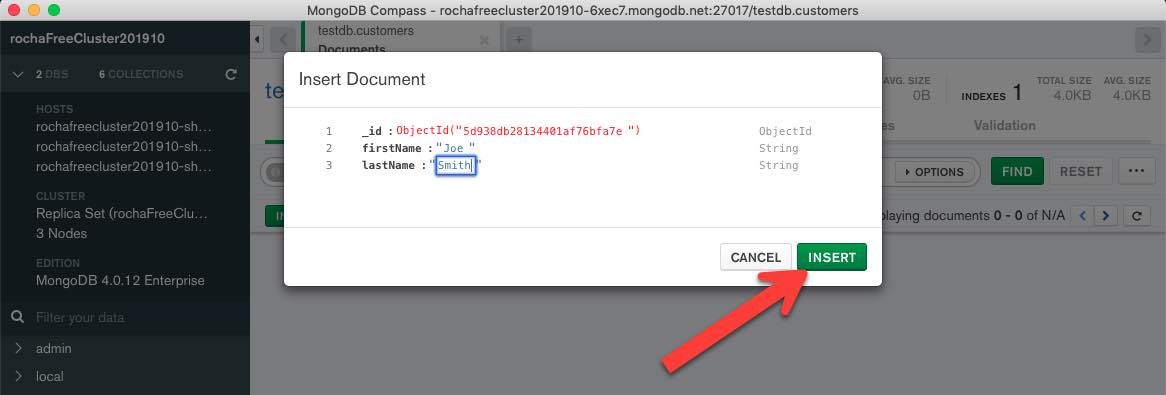 MongoDB Compass - rochafreecluster201910-6xec7.mongodb.net:27017/testdb.customers
rochaFreeCluster201910
2 DBS 6 COLLECTIONS
HOSTS
rochafreecluster201910-sh...
rochafreecluster201910-sh...
rochafreecluster201910-sh...
CLUSTER
Replica Set (rochaFreeClu...
3 Nodes
EDITION
MongoDB 4.0.12 Enterprise
Filter your data
admin
local
testdb.customers
Documents
te
AVG. SIZE
0B
INDEXES 1
TOTAL SIZE
4.0KB
AVG. SIZE
4.0KB
es
Validation
OPTIONS
FIND
RESET
...
IN
playing documents 0 - 0 of N/A
Insert Document
1 _id : ObjectId("5d938db28134401af76bfa7e ") ObjectId
2 firstName : "Joe " String
3 lastName : "Smith " String
CANCEL
INSERT